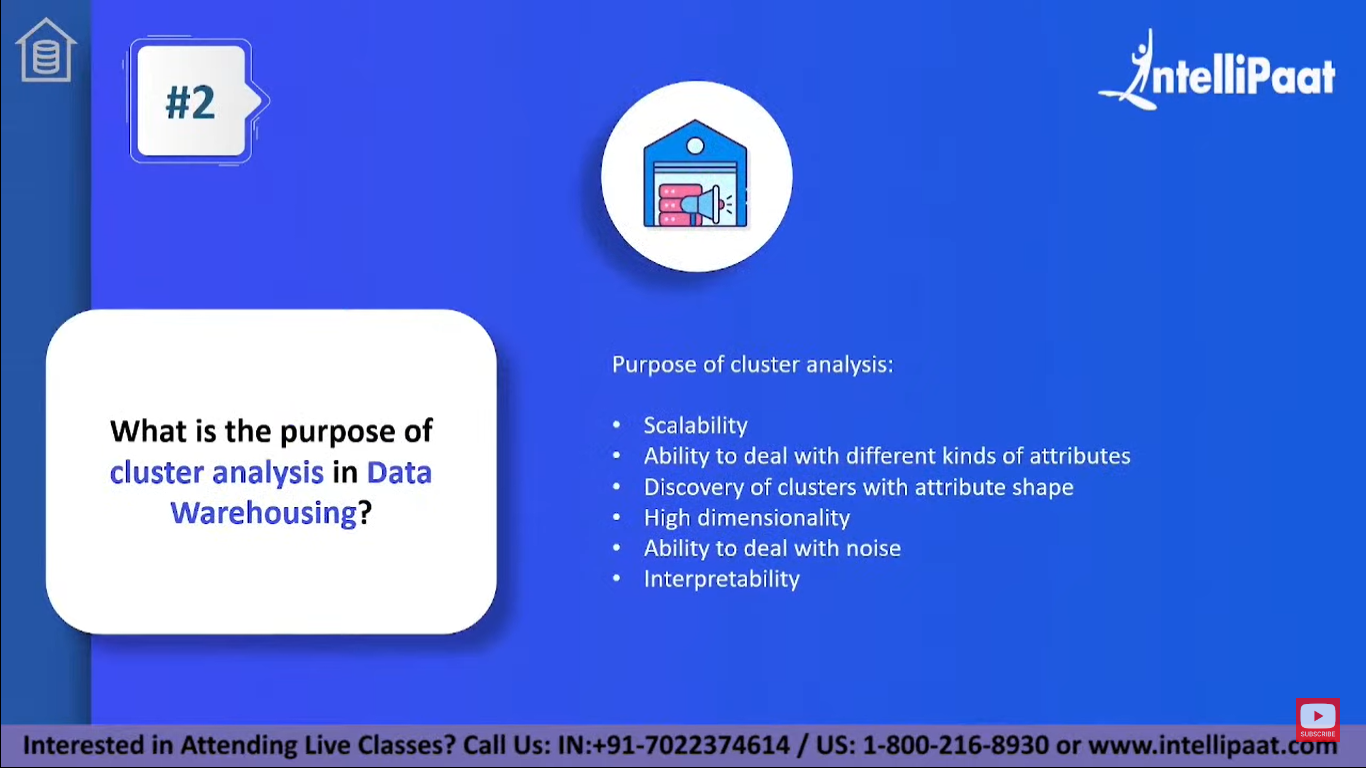 #2
IntelliPaat
What is the purpose of
cluster analysis in Data
Warehousing?
Purpose of cluster analysis:
• Scalability
• Ability to deal with different kinds of attributes
• Discovery of clusters with attribute shape
• High dimensionality
• Ability to deal with noise
• Interpretability
SUBSCRIBE
Interested in Attending Live Classes? Call Us: IN:+91-7022374614 / US: 1-800-216-8930 or www.intellipaat.com